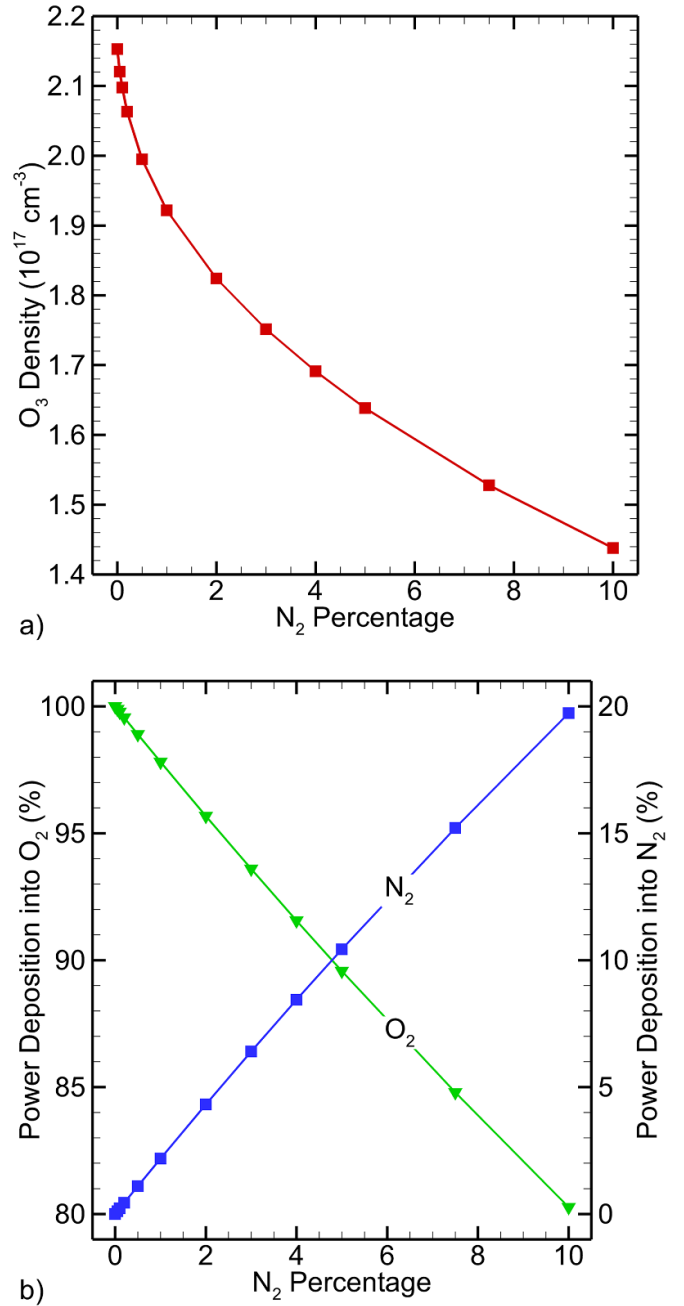 2.2
2.1
2.0
1.9
1.8
1.7
1.6
1.5
1.4
O₃ Density (10¹⁷ cm⁻³)
0 2 4 6 8 10
N₂ Percentage
a)
100
95
90
85
80
Power Deposition into O₂ (%)
N₂
O₂
20
15
10
5
0
Power Deposition into N₂ (%)
0 2 4 6 8 10
N₂ Percentage
b)